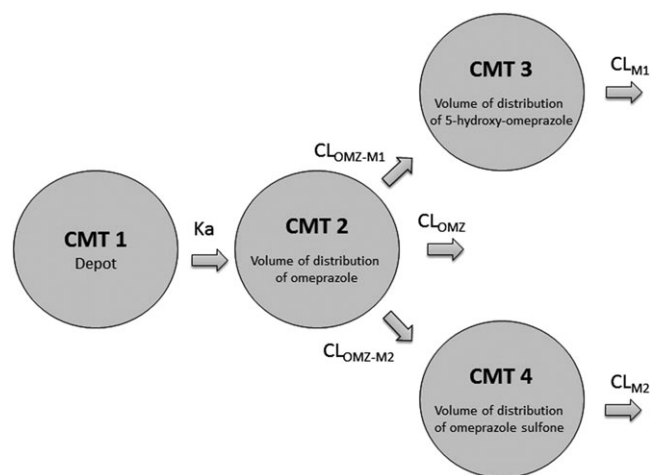 CMT 1
Depot
Ka
CMT 2
Volume of distribution
of omeprazole
CL_OMZ-M1
CMT 3
Volume of distribution
of 5-hydroxy-omeprazole
CL_M1
CL_OMZ
CL_OMZ-M2
CMT 4
Volume of distribution
of omeprazole sulfone
CL_M2